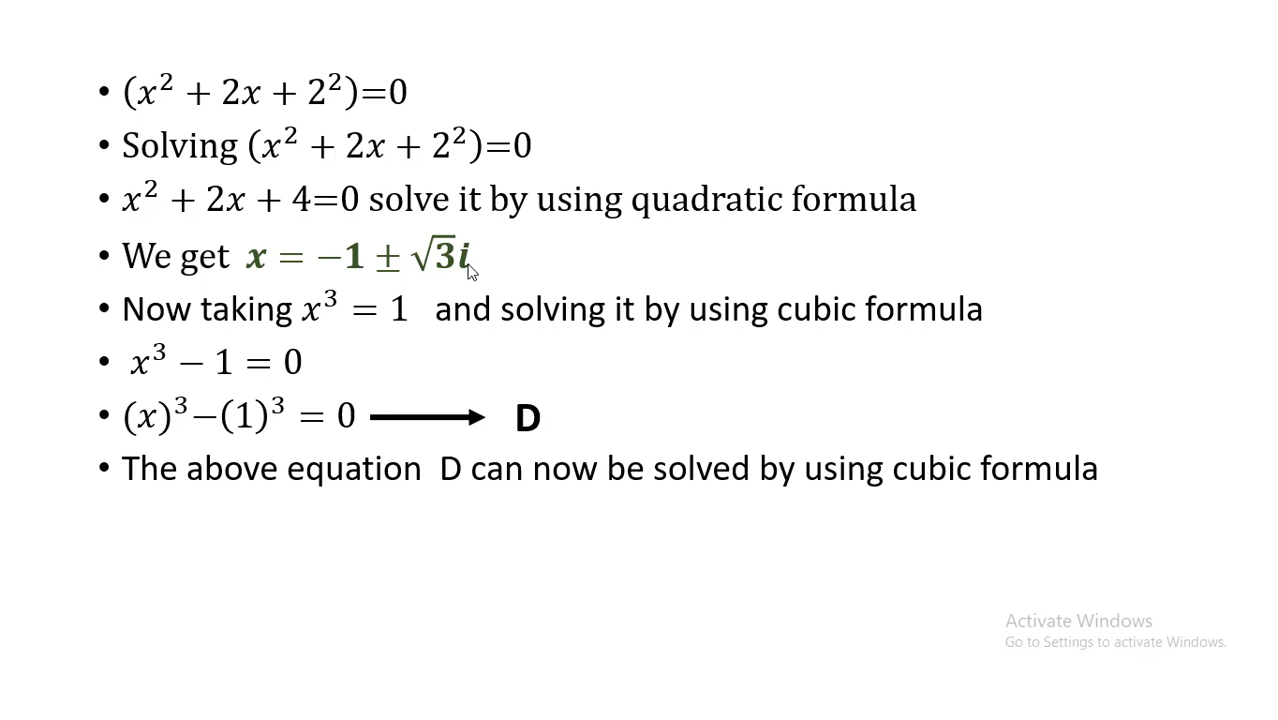 • (x² + 2x + 2²)=0
• Solving (x² + 2x + 2²)=0
• x² + 2x + 4=0 solve it by using quadratic formula
• We get x = −1 ± √3i
• Now taking x³ = 1 and solving it by using cubic formula
• x³ − 1 = 0
• (x)³−(1)³ = 0 ⟶ D
• The above equation D can now be solved by using cubic formula
Activate Windows
Go to Settings to activate Windows.